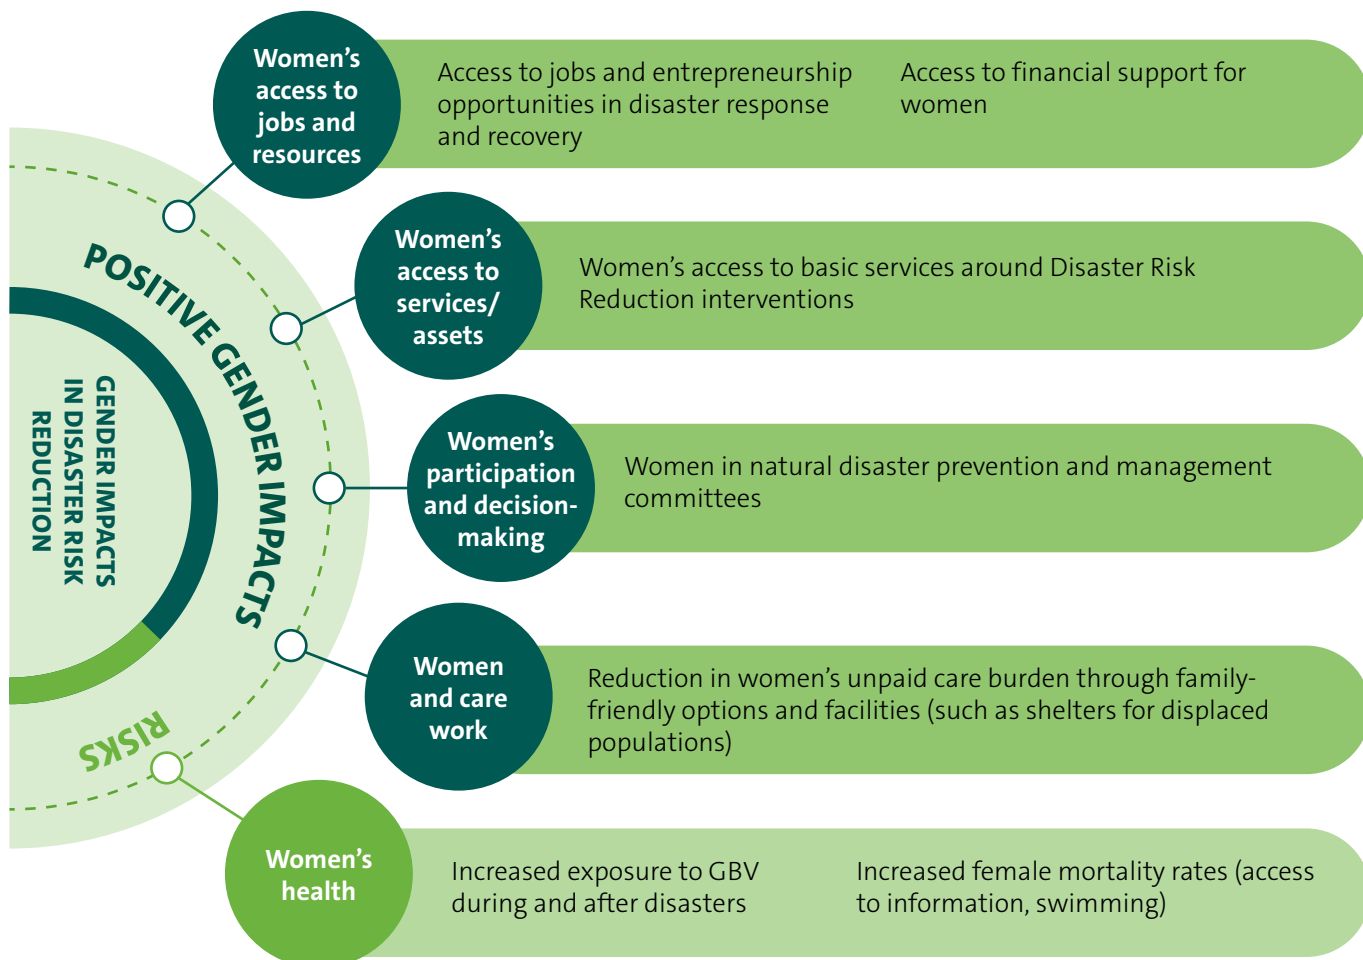 Women's
access to
jobs and
resources
Access to jobs and entrepreneurship
opportunities in disaster response
and recovery
Access to financial support for
women
Women's
access to
services/
assets
Women's access to basic services around Disaster Risk
Reduction interventions
Women's
participation
and decision-
making
Women in natural disaster prevention and management
committees
Women
and care
work
Reduction in women's unpaid care burden through family-
friendly options and facilities (such as shelters for displaced
populations)
Women's
health
Increased exposure to GBV
during and after disasters
Increased female mortality rates (access
to information, swimming)
POSITIVE GENDER IMPACTS
RISKS
GENDER IMPACTS
IN DISASTER RISK
REDUCTION